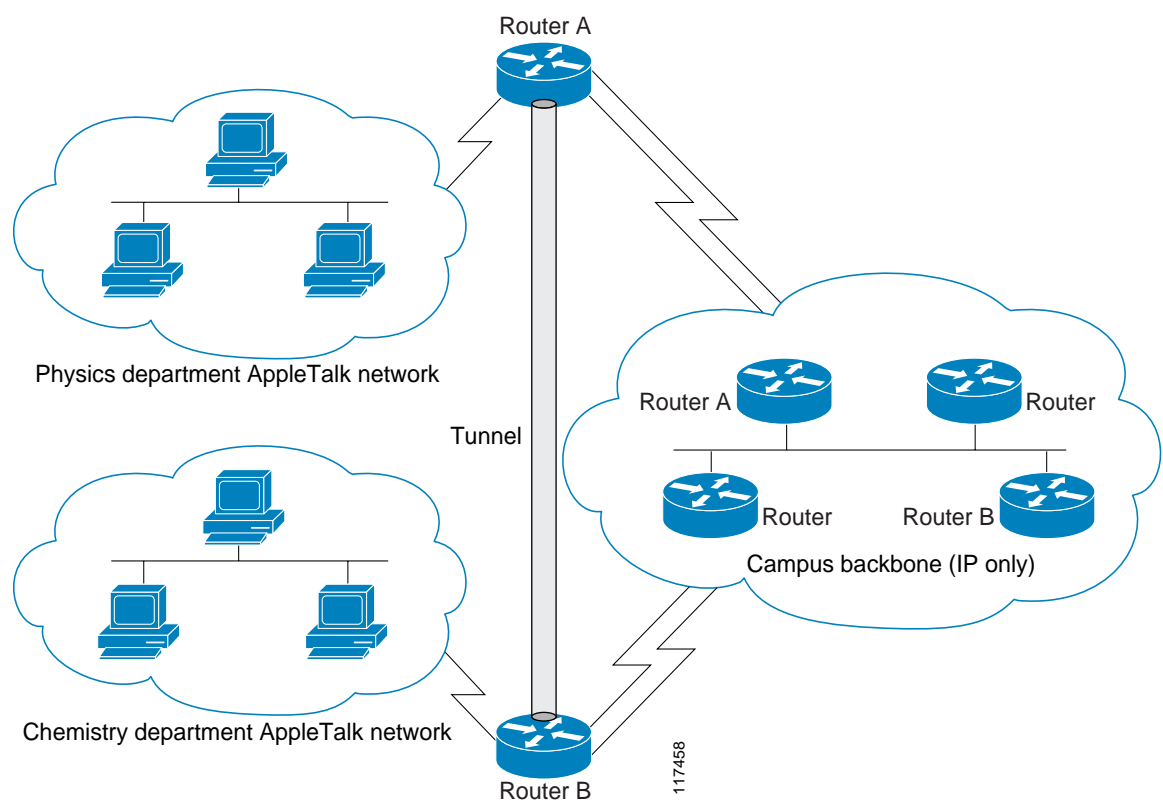 Router A
Physics department AppleTalk network
Router A
Router
Tunnel
Router
Router B
Campus backbone (IP only)
Chemistry department AppleTalk network
117458
Router B